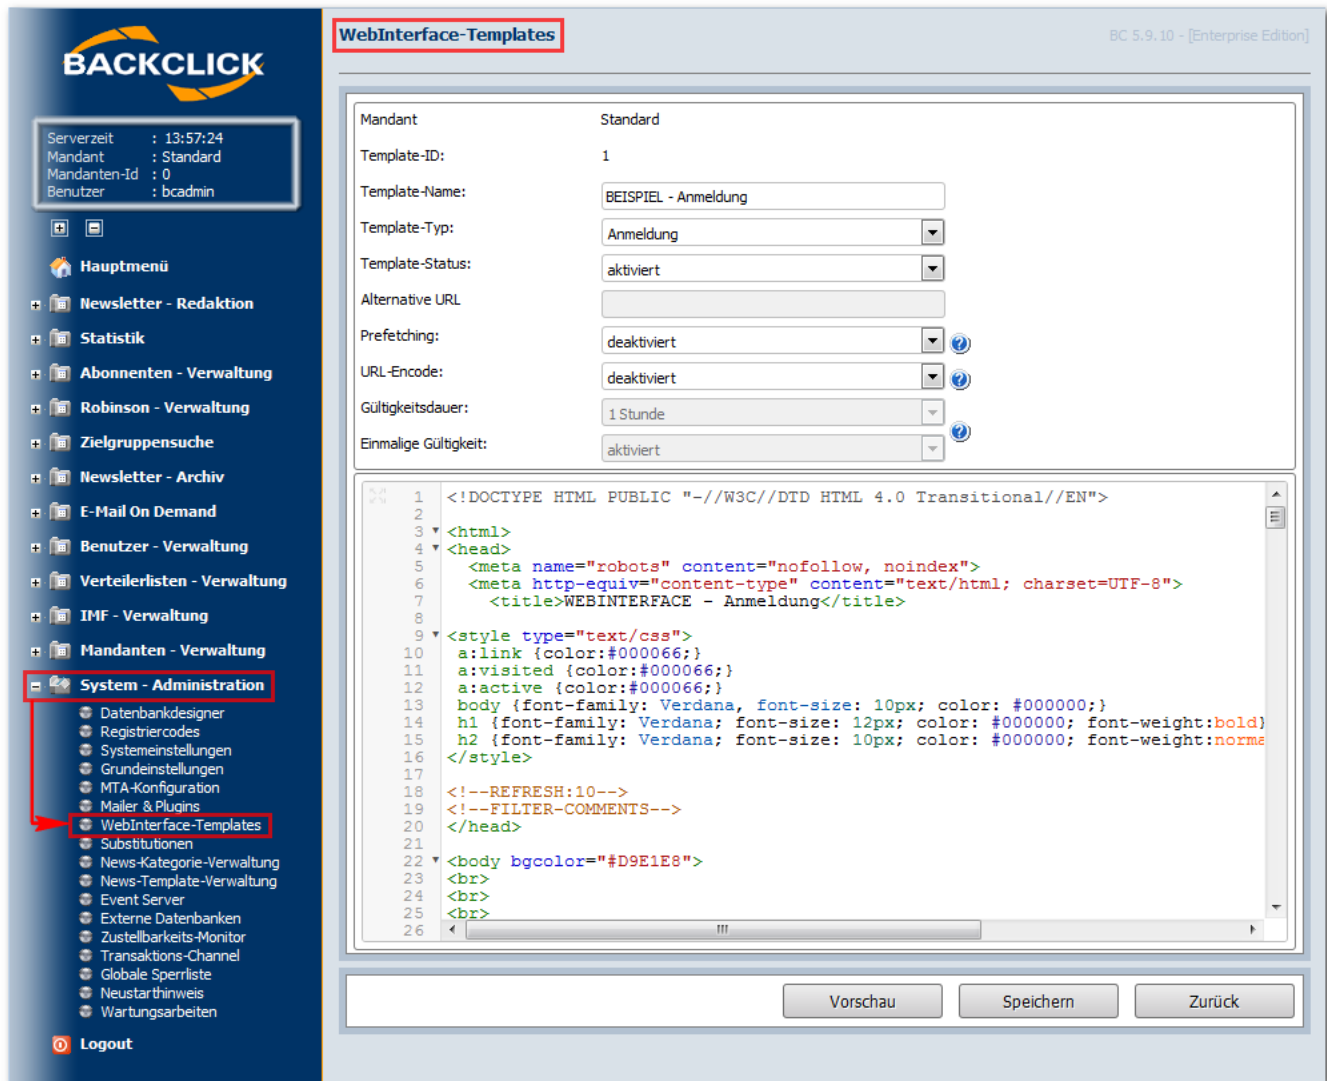 BACKCLICK
Serverzeit : 13:57:24
Mandant : Standard
Mandanten-Id : 0
Benutzer : bcadmin
Hauptmenü
Newsletter - Redaktion
Statistik
Abonnenten - Verwaltung
Robinson - Verwaltung
Zielgruppensuche
Newsletter - Archiv
E-Mail On Demand
Benutzer - Verwaltung
Verteilerlisten - Verwaltung
IMF - Verwaltung
Mandanten - Verwaltung
System - Administration
Datenbankdesigner
Registriercodes
Systemeinstellungen
Grundeinstellungen
MTA-Konfiguration
Mailer & Plugins
WebInterface-Templates
Substitutionen
News-Kategorie-Verwaltung
News-Template-Verwaltung
Event Server
Externe Datenbanken
Zustellbarkeits-Monitor
Transaktions-Channel
Globale Sperrliste
Neustarthinweis
Wartungsarbeiten
Logout
WebInterface-Templates
BC 5.9.10 - [Enterprise Edition]
Mandant Standard
Template-ID: 1
Template-Name: BEISPIEL - Anmeldung
Template-Typ: Anmeldung
Template-Status: aktiviert
Alternative URL
Prefetching: deaktiviert
URL-Encode: deaktiviert
Gültigkeitsdauer: 1 Stunde
Einmalige Gültigkeit: aktiviert
1 <!DOCTYPE HTML PUBLIC "-//W3C//DTD HTML 4.0 Transitional//EN">
2
3 <html>
4 <head>
5 <meta name="robots" content="nofollow, noindex">
6 <meta http-equiv="content-type" content="text/html; charset=UTF-8">
7 <title>WEBINTERFACE - Anmeldung</title>
8
9 <style type="text/css">
10 a:link {color:#000066;}
11 a:visited {color:#000066;}
12 a:active {color:#000066;}
13 body {font-family: Verdana, font-size: 10px; color: #000000;}
14 h1 {font-family: Verdana; font-size: 12px; color: #000000; font-weight:bold}
15 h2 {font-family: Verdana; font-size: 10px; color: #000000; font-weight:norma
16 </style>
17
18 <!--REFRESH:10-->
19 <!--FILTER-COMMENTS-->
20 </head>
21
22 <body bgcolor="#D9E1E8">
23 <br>
24 <br>
25 <br>
26
Vorschau
Speichern
Zurück